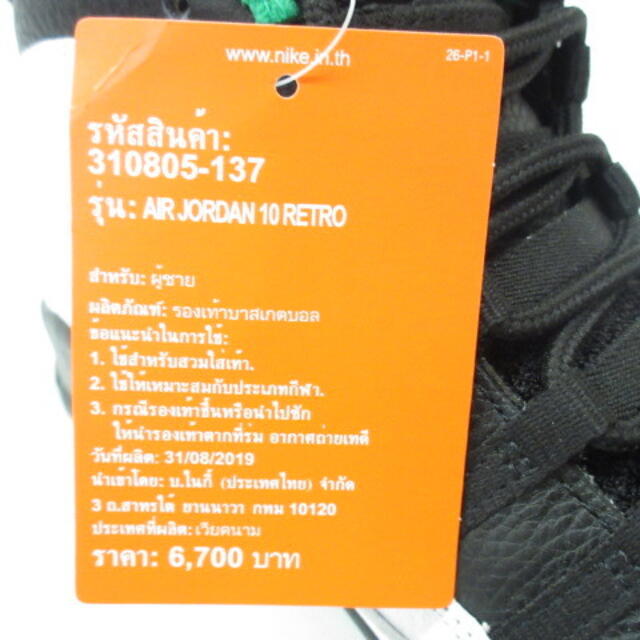 www.nike.in.th
26-P1-1
รหัสสินค้า:
310805-137
รุ่น: AIR JORDAN 10 RETRO
สำหรับ: ผู้ชาย
ผลิตภัณฑ์: รองเท้าบาสเกตบอล
ข้อแนะนำในการใช้:
1. ใช้สำหรับสวมใส่เท้า.
2. ใช้ให้เหมาะสมกับประเภทกีฬา.
3. กรณีรองเท้าชื้นหรือนำไปซัก
ให้นำรองเท้าตากที่ร่ม อากาศถ่ายเทดี
วันที่ผลิต: 31/08/2019
นำเข้าโดย: บ.ไนกี้ (ประเทศไทย) จำกัด
3 ถ.สาทรใต้ ยานนาวา กทม 10120
ประเทศที่ผลิต: เวียดนาม
ราคา: 6,700 บาท